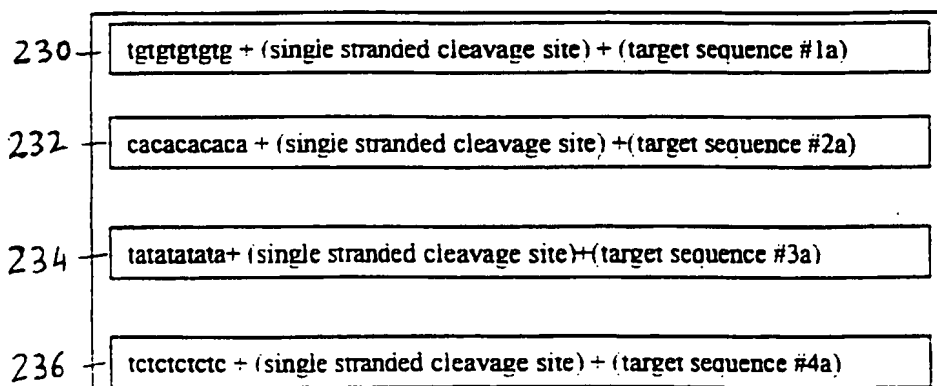 230 tgtgtgtgtg + (single stranded cleavage site) + (target sequence #1a)
232 cacacacaca + (single stranded cleavage site) +(target sequence #2a)
234 tatatatata+ (single stranded cleavage site)+(target sequence #3a)
236 tctctctctc + (single stranded cleavage site) + (target sequence #4a)